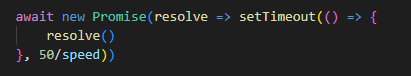 await new Promise(resolve => setTimeout(() => {
    resolve()
}, 50/speed))